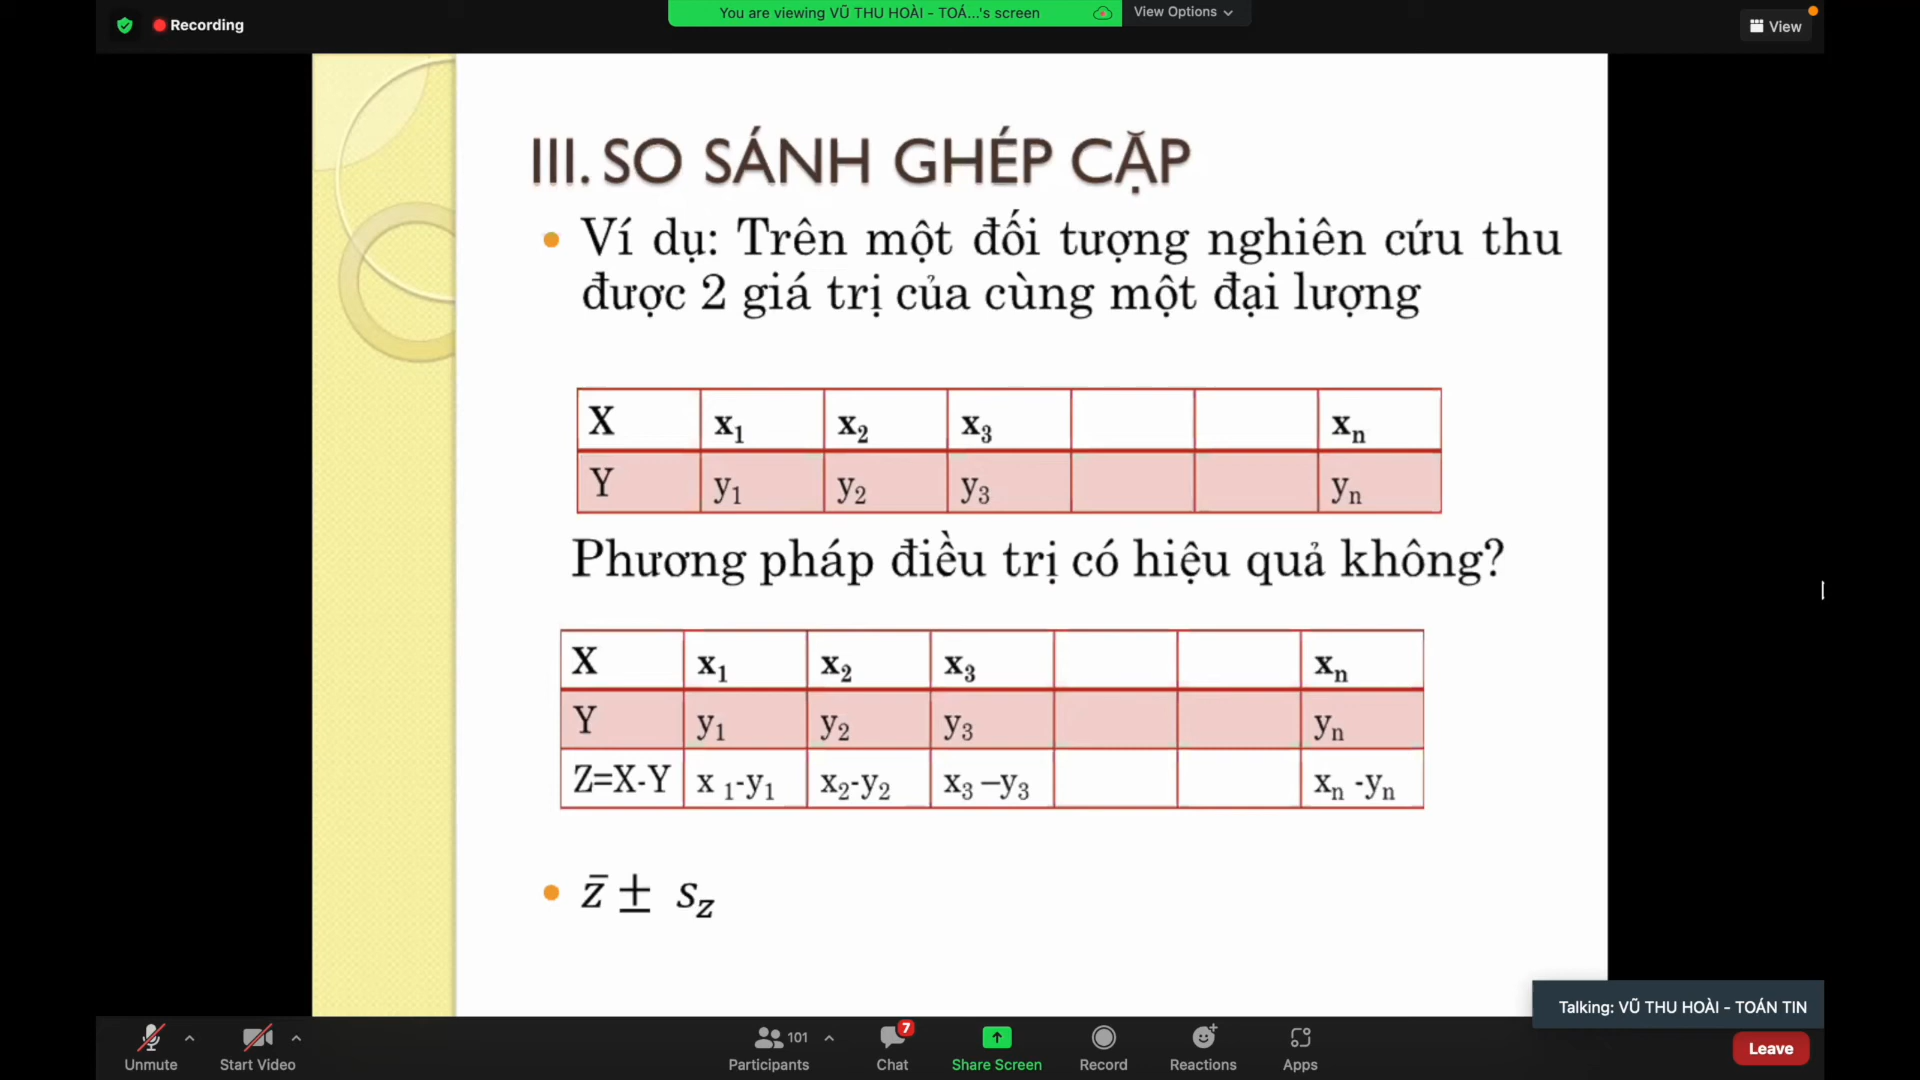 Recording
You are viewing VŨ THU HOÀI - TOÁ...'s screen
View Options
View
III. SO SÁNH GHÉP CẶP
Ví dụ: Trên một đối tượng nghiên cứu thu
được 2 giá trị của cùng một đại lượng
X x₁ x₂ x₃ xₙ
Y y₁ y₂ y₃ yₙ
Phương pháp điều trị có hiệu quả không?
X x₁ x₂ x₃ xₙ
Y y₁ y₂ y₃ yₙ
Z=X-Y x ₁-y₁ x₂-y₂ x₃ –y₃ xₙ -yₙ
z̄ ± s_z
Talking: VŨ THU HOÀI - TOÁN TIN
Unmute
Start Video
101
Participants
7
Chat
Share Screen
Record
Reactions
Apps
Leave